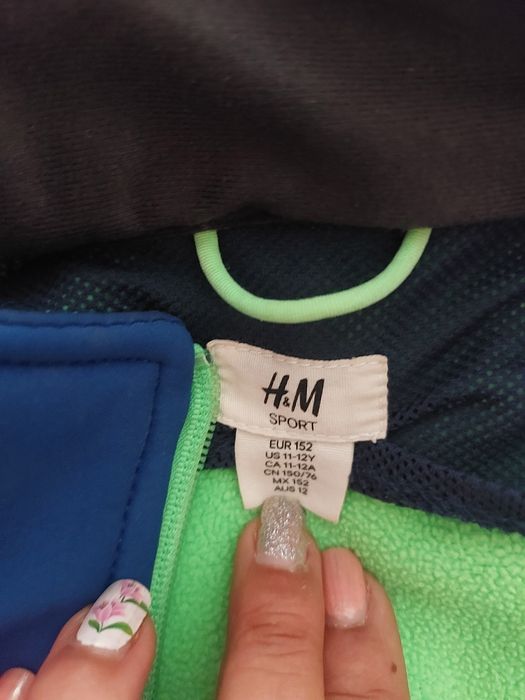 H&M
SPORT
EUR 152
US 11-12Y
CA 11-12A
CN 150/76
MX 152
AUS 12